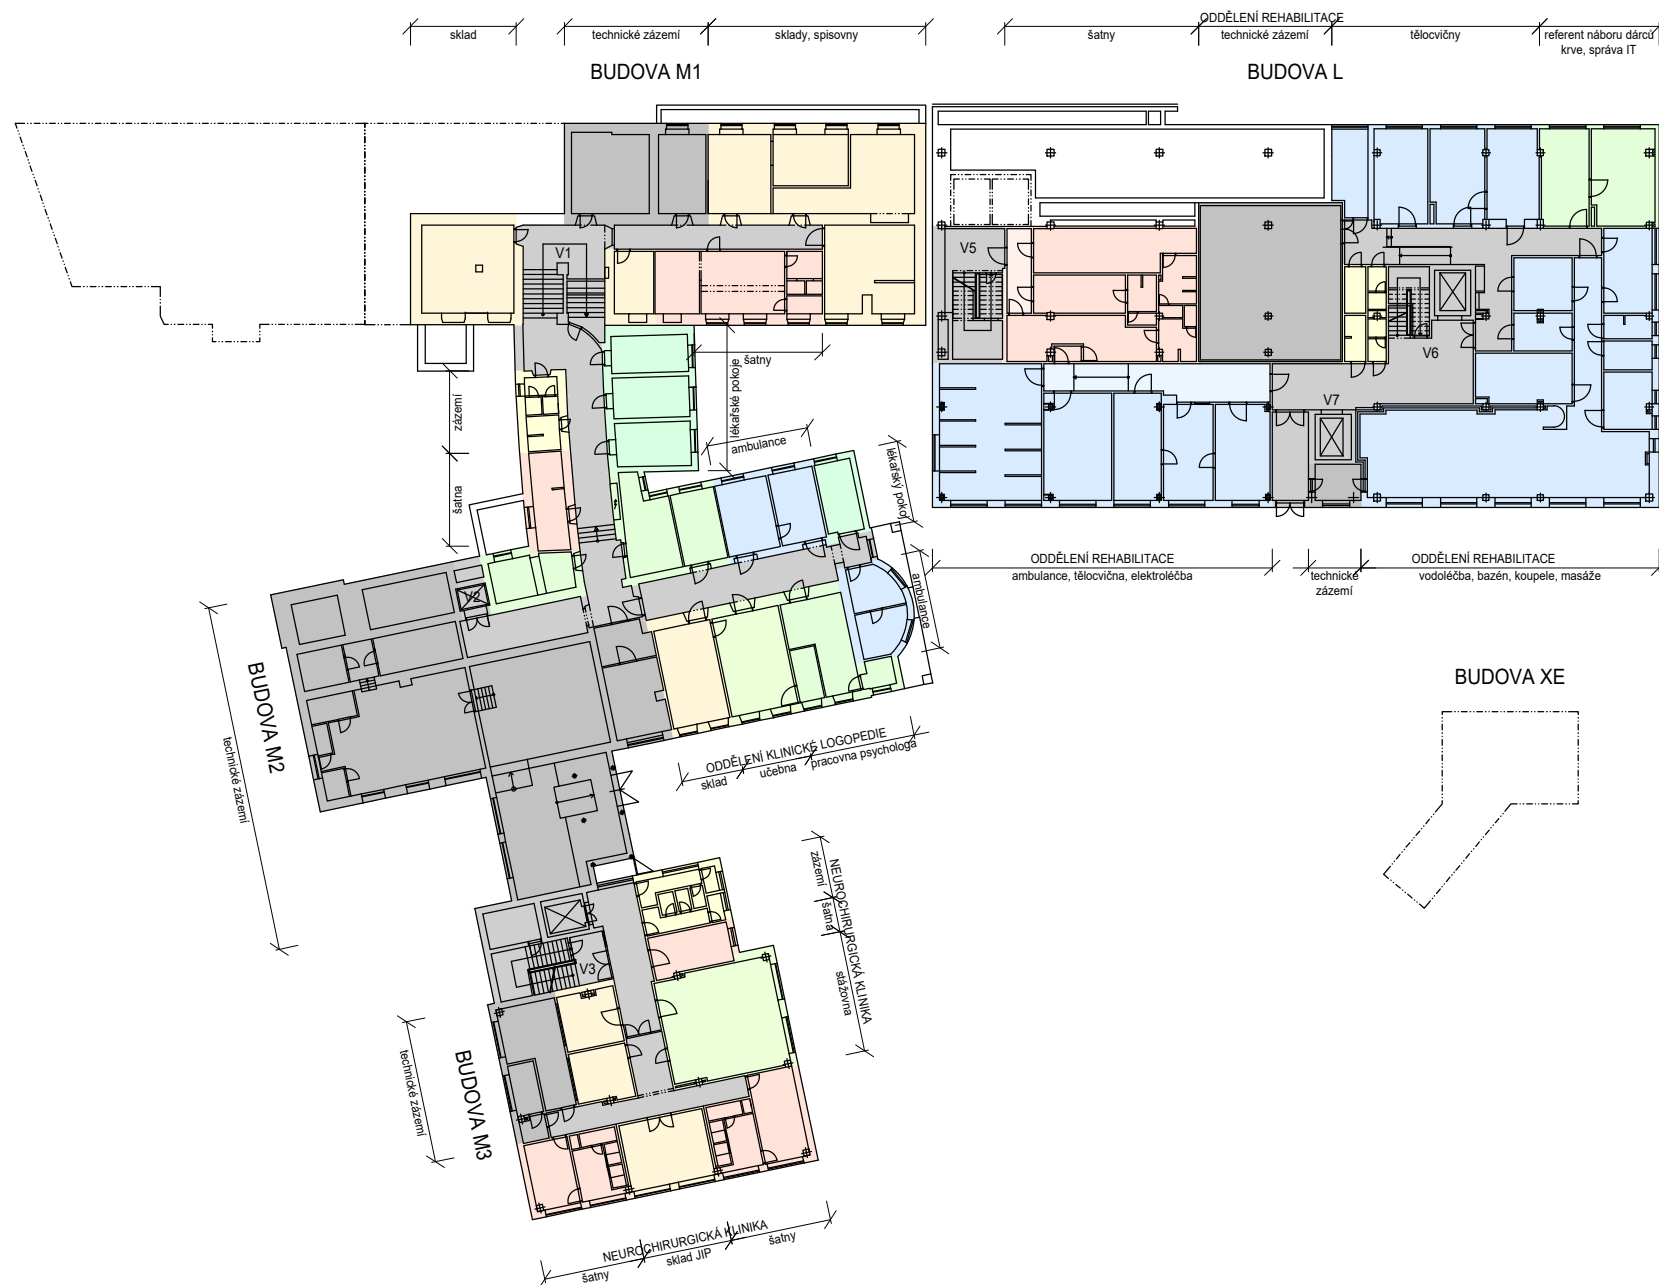 ODDĚLENÍ REHABILITACE
sklad
technické zázemí
sklady, spisovny
šatny
technické zázemí
tělocvičny
referent náboru dárců
krve, správa IT
BUDOVA M1
BUDOVA L
V1
V5
V6
V7
šatny
lékařské pokoje
zázemí
šatna
ambulance
lékařský pokoj
ambulance
ODDĚLENÍ REHABILITACE
ambulance, tělocvična, elektroléčba
technické
zázemí
ODDĚLENÍ REHABILITACE
vodoléčba, bazén, koupele, masáže
V2
BUDOVA M2
technické zázemí
BUDOVA XE
ODDĚLENÍ KLINICKÉ LOGOPEDIE
sklad
učebna
pracovna psychologa
NEUROCHIRURGICKÁ KLINIKA
zázemí
šatna
stážovna
V3
BUDOVA M3
technické zázemí
NEUROCHIRURGICKÁ KLINIKA
šatny
sklad JIP
šatny